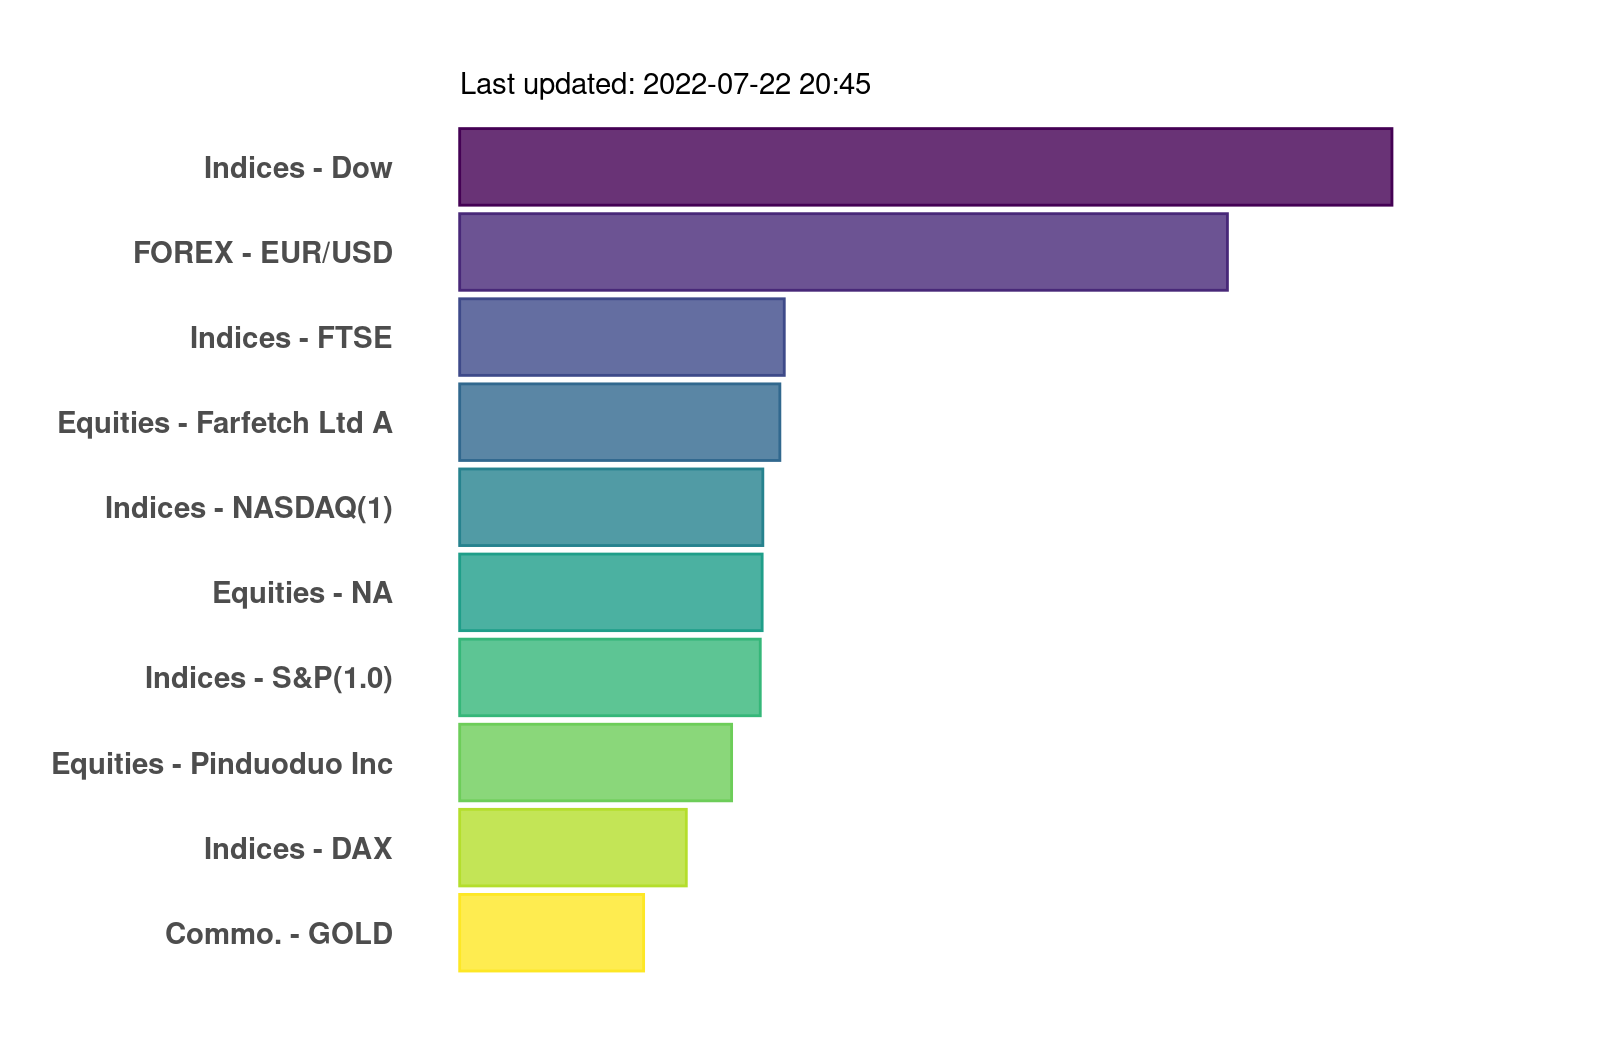 Last updated: 2022-07-22 20:45
Indices - Dow
FOREX - EUR/USD
Indices - FTSE
Equities - Farfetch Ltd A
Indices - NASDAQ(1)
Equities - NA
Indices - S&P(1.0)
Equities - Pinduoduo Inc
Indices - DAX
Commo. - GOLD